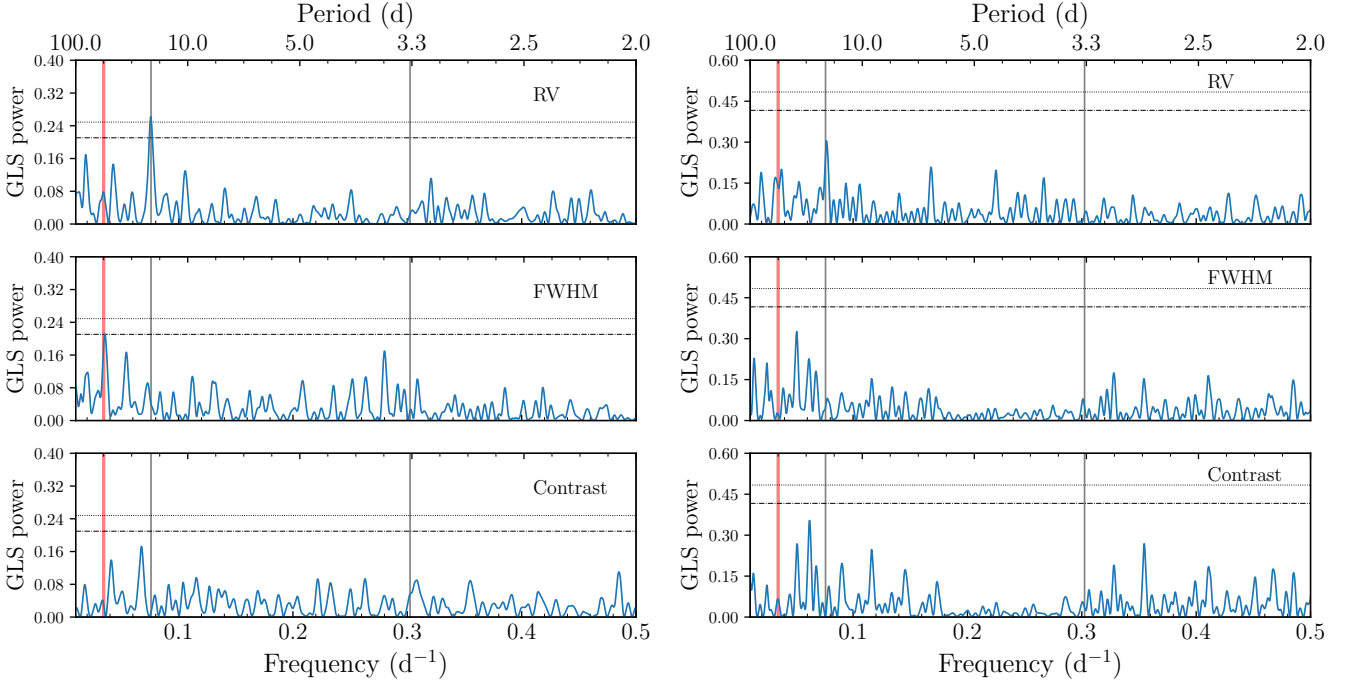 Period (d)
100.0 10.0 5.0 3.3 2.5 2.0
0.40
0.32
0.24
0.16
0.08
0.00
GLS power
RV
0.40
0.32
0.24
0.16
0.08
0.00
GLS power
FWHM
0.40
0.32
0.24
0.16
0.08
0.00
GLS power
Contrast
0.1 0.2 0.3 0.4 0.5
Frequency (d⁻¹)
Period (d)
100.0 10.0 5.0 3.3 2.5 2.0
0.60
0.45
0.30
0.15
0.00
GLS power
RV
0.60
0.45
0.30
0.15
0.00
GLS power
FWHM
0.60
0.45
0.30
0.15
0.00
GLS power
Contrast
0.1 0.2 0.3 0.4 0.5
Frequency (d⁻¹)